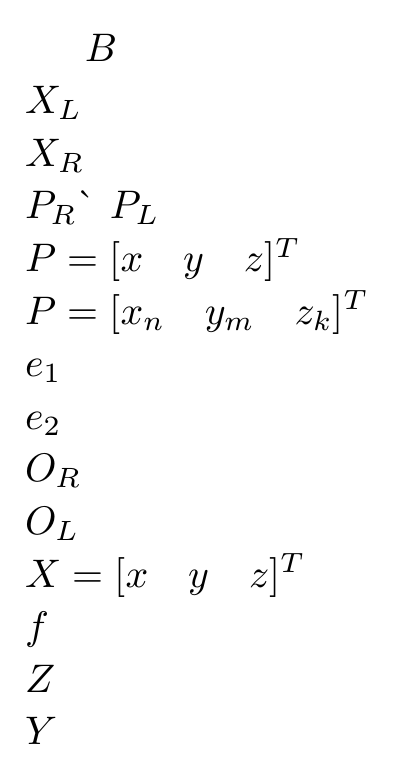 B
X_L
X_R
P_R` P_L
P = [x y z]^T
P = [x_n y_m z_k]^T
e_1
e_2
O_R
O_L
X = [x y z]^T
f
Z
Y